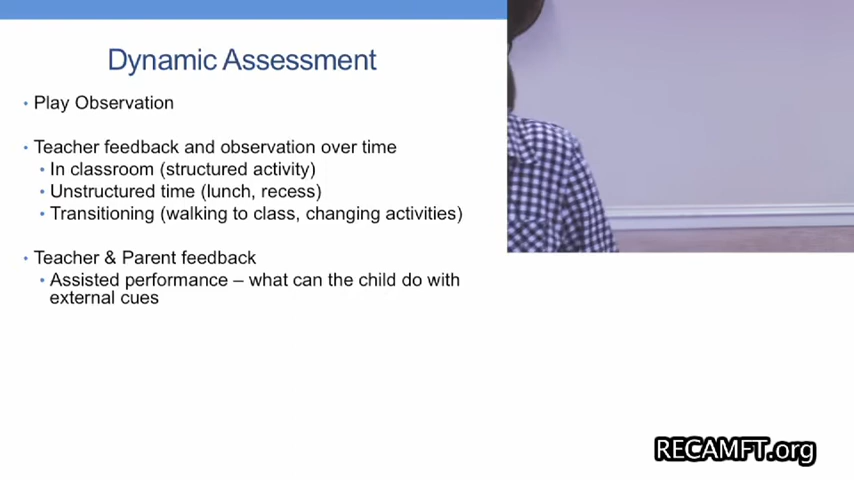 Dynamic Assessment
• Play Observation
• Teacher feedback and observation over time
• In classroom (structured activity)
• Unstructured time (lunch, recess)
• Transitioning (walking to class, changing activities)
• Teacher & Parent feedback
• Assisted performance – what can the child do with
external cues
RECAMFT.org